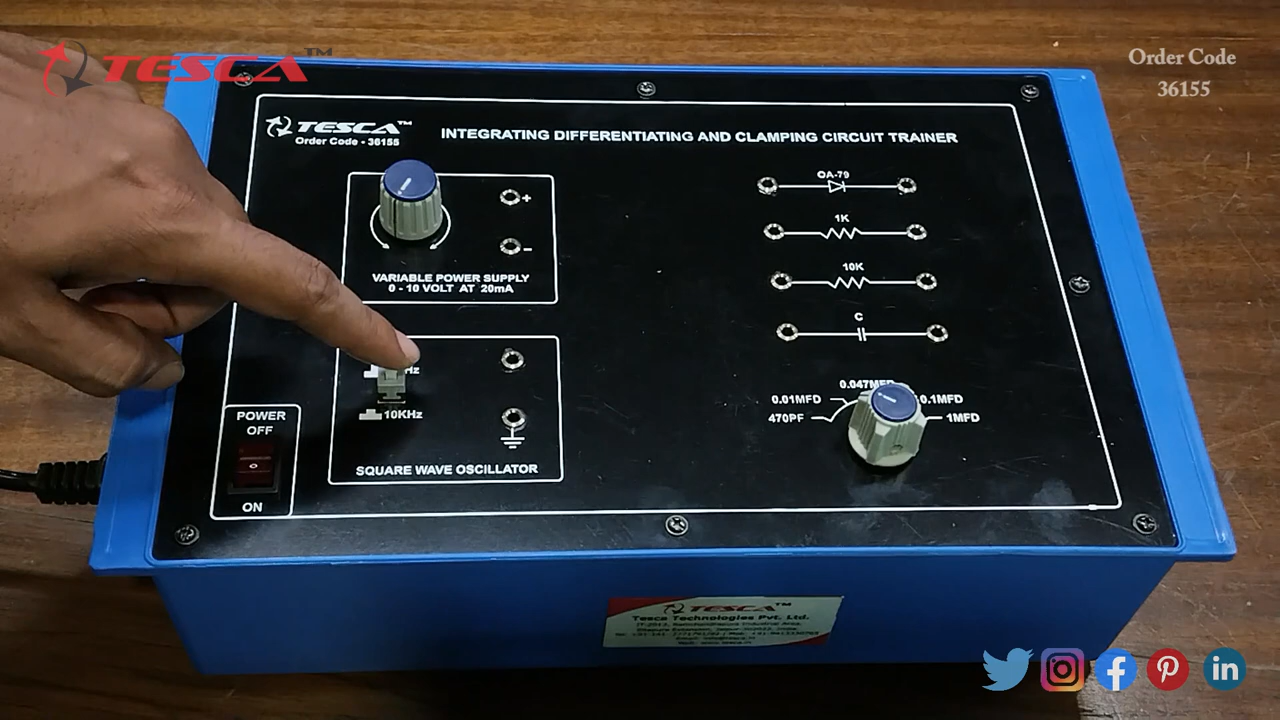 TESCA™
Order Code
36155
TESCA™
Order Code - 36155
INTEGRATING DIFFERENTIATING AND CLAMPING CIRCUIT TRAINER
+
−
VARIABLE POWER SUPPLY
0 - 10 VOLT AT 20mA
OA-79
1K
10K
C
10KHz
SQUARE WAVE OSCILLATOR
POWER
OFF
ON
0.01MFD
0.1MFD
470PF
1MFD
TESCA™
Tesca Technologies Pvt. Ltd.